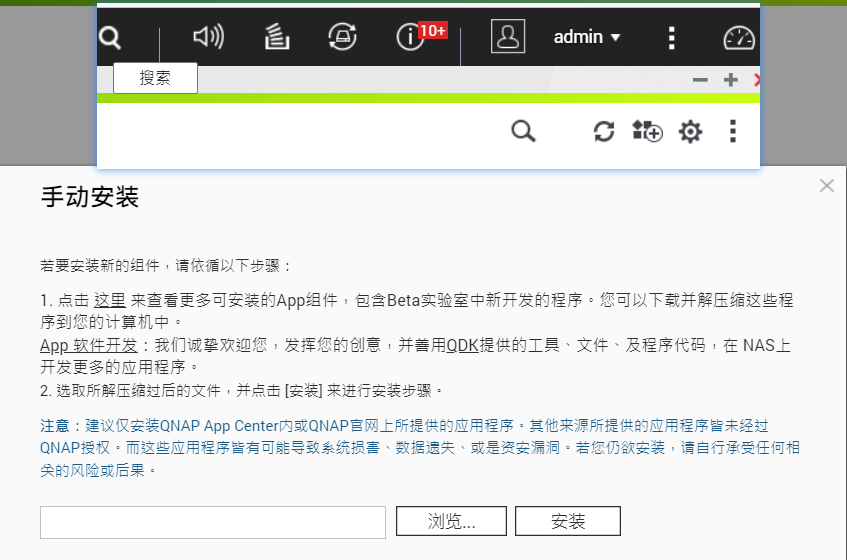 10+
admin
搜索
手动安装
若要安装新的组件，请依循以下步骤：
1. 点击 这里 来查看更多可安装的App组件，包含Beta实验室中新开发的程序。您可以下载并解压缩这些程
序到您的计算机中。
App 软件开发：我们诚挚欢迎您，发挥您的创意，并善用QDK提供的工具、文件、及程序代码，在 NAS上
开发更多的应用程序。
2. 选取所解压缩过后的文件，并点击 [安装] 来进行安装步骤。
注意：建议仅安装QNAP App Center内或QNAP官网上所提供的应用程序。其他来源所提供的应用程序皆未经过
QNAP授权。而这些应用程序皆有可能导致系统损害、数据遗失、或是资安漏洞。若您仍欲安装，请自行承受任何相
关的风险或后果。
浏览... 安装